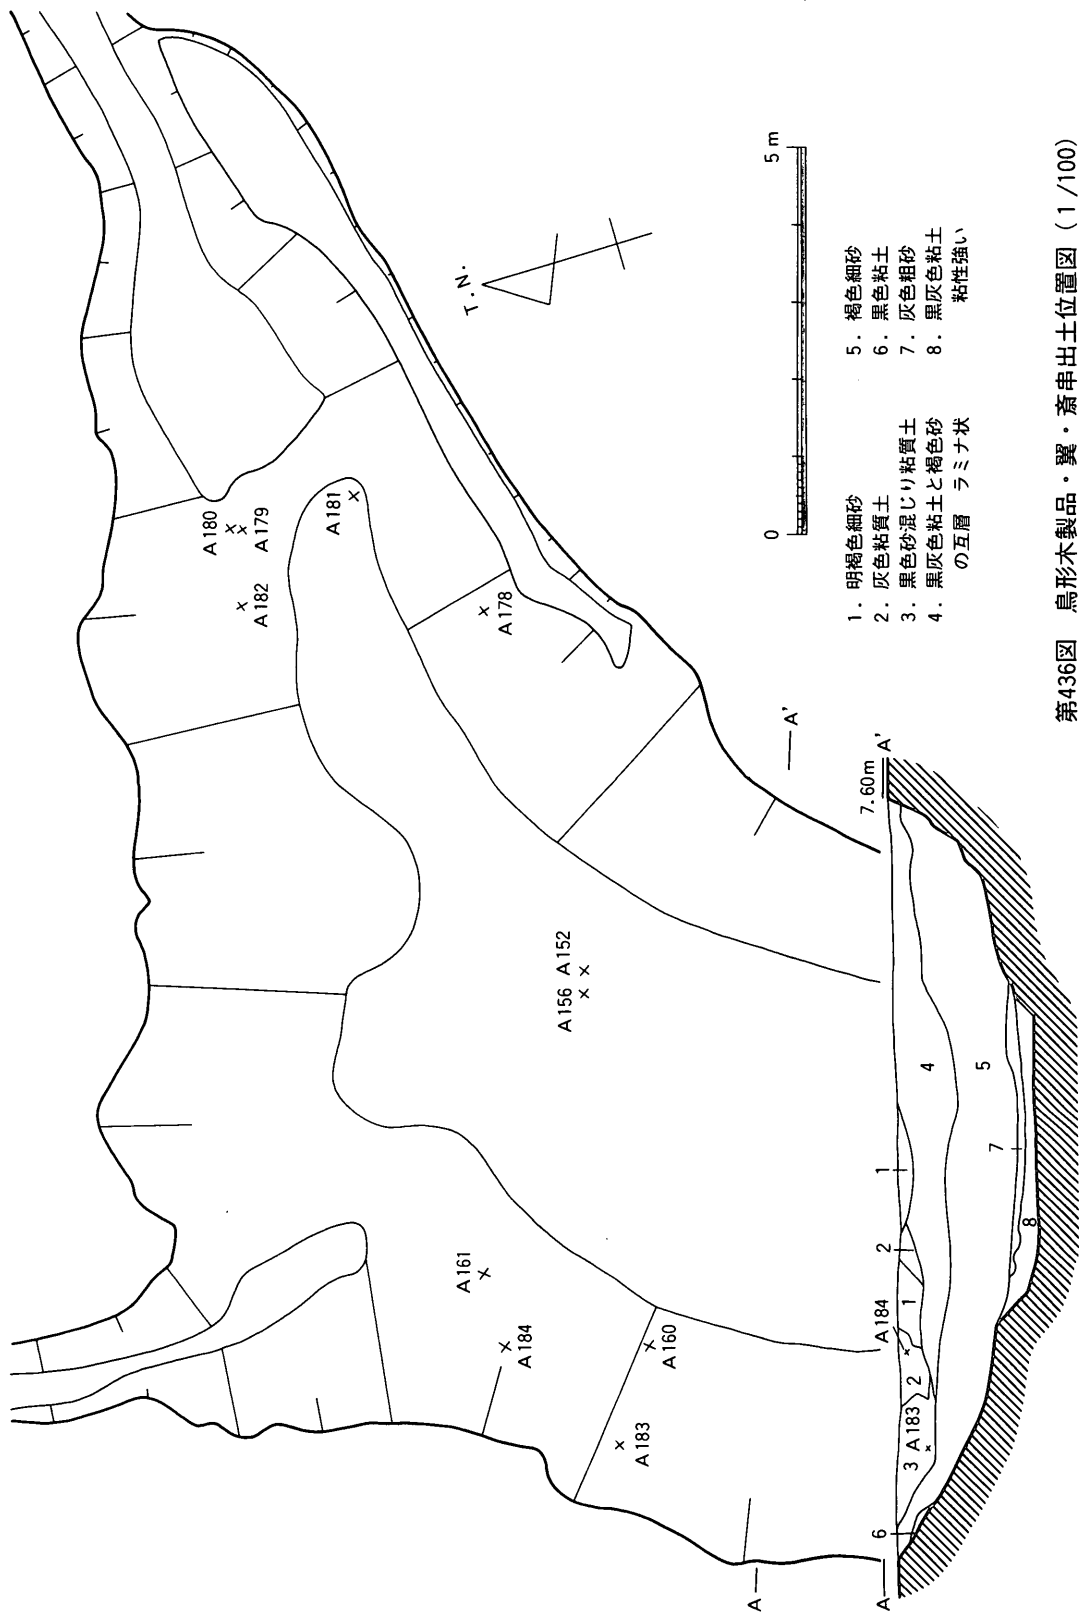 T.N.
A180
A179
A182
A181
A178
A156 A152
A161
A184
A160
A183
A
A'
0 5m
1. 明褐色細砂
2. 灰色粘質土
3. 黒色砂混じり粘質土
4. 黒灰色粘土と褐色砂
の互層 ラミナ状
5. 褐色細砂
6. 黒色粘土
7. 灰色粗砂
8. 黒灰色粘土
粘性強い
A
7.60m A'
6
3 A183
2
A184
1
2
1
4
5
7
8
第436図 鳥形木製品・翼・斎串出土位置図（1/100）